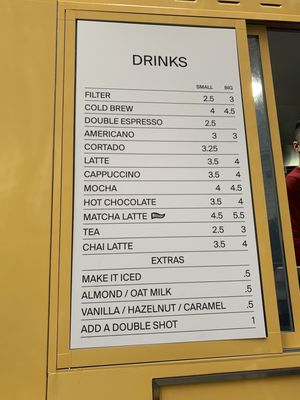 DRINKS
SMALL BIG
FILTER 2.5 3
COLD BREW 4 4.5
DOUBLE ESPRESSO 2.5
AMERICANO 3 3
CORTADO 3.25
LATTE 3.5 4
CAPPUCCINO 3.5 4
MOCHA 4 4.5
HOT CHOCOLATE 3.5 4
MATCHA LATTE 4.5 5.5
TEA 2.5 3
CHAI LATTE 3.5 4
EXTRAS
MAKE IT ICED .5
ALMOND / OAT MILK .5
VANILLA / HAZELNUT / CARAMEL .5
ADD A DOUBLE SHOT 1